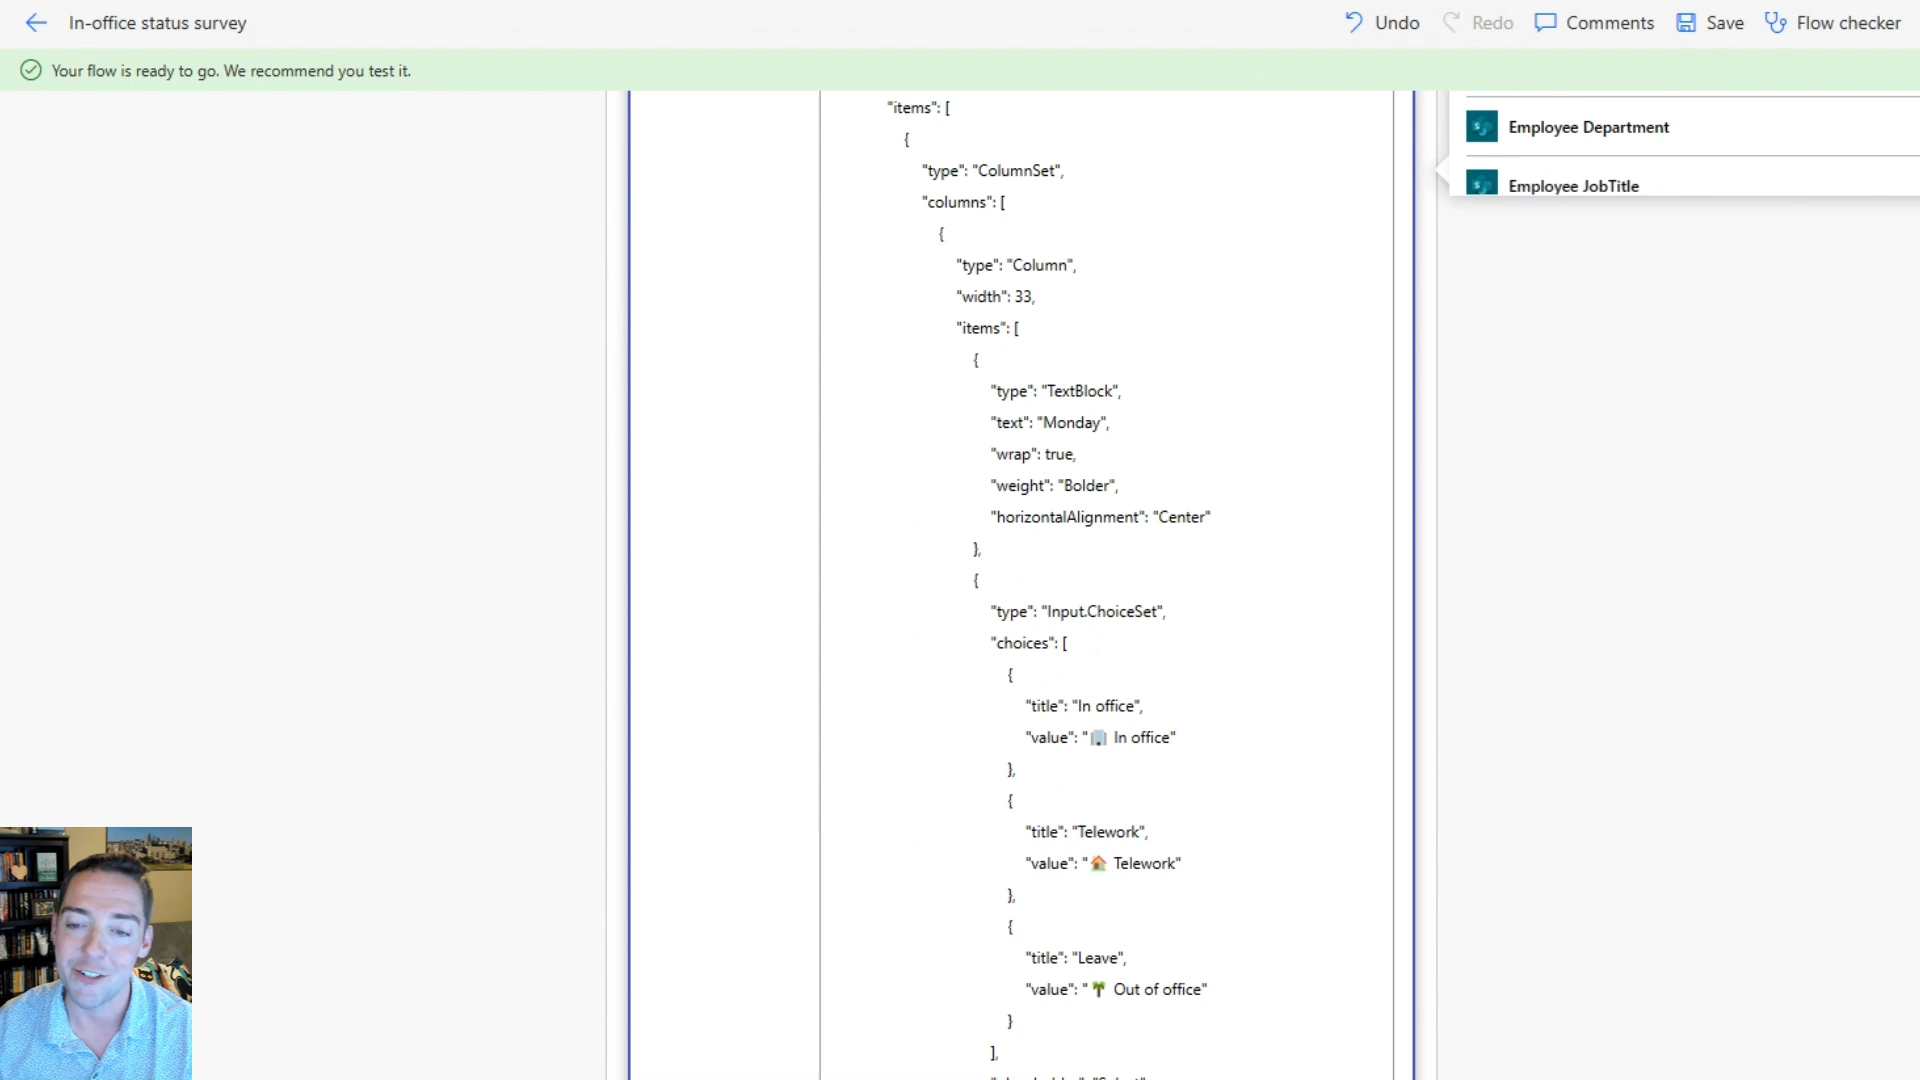 In-office status survey
Undo
Redo
Comments
Save
Flow checker
Your flow is ready to go. We recommend you test it.
"items": [
{
"type": "ColumnSet",
"columns": [
{
"type": "Column",
"width": 33,
"items": [
{
"type": "TextBlock",
"text": "Monday",
"wrap": true,
"weight": "Bolder",
"horizontalAlignment": "Center"
},
{
"type": "Input.ChoiceSet",
"choices": [
{
"title": "In office",
"value": "🏢 In office"
},
{
"title": "Telework",
"value": "🏠 Telework"
},
{
"title": "Leave",
"value": "🌴 Out of office"
}
],
Employee Department
Employee JobTitle